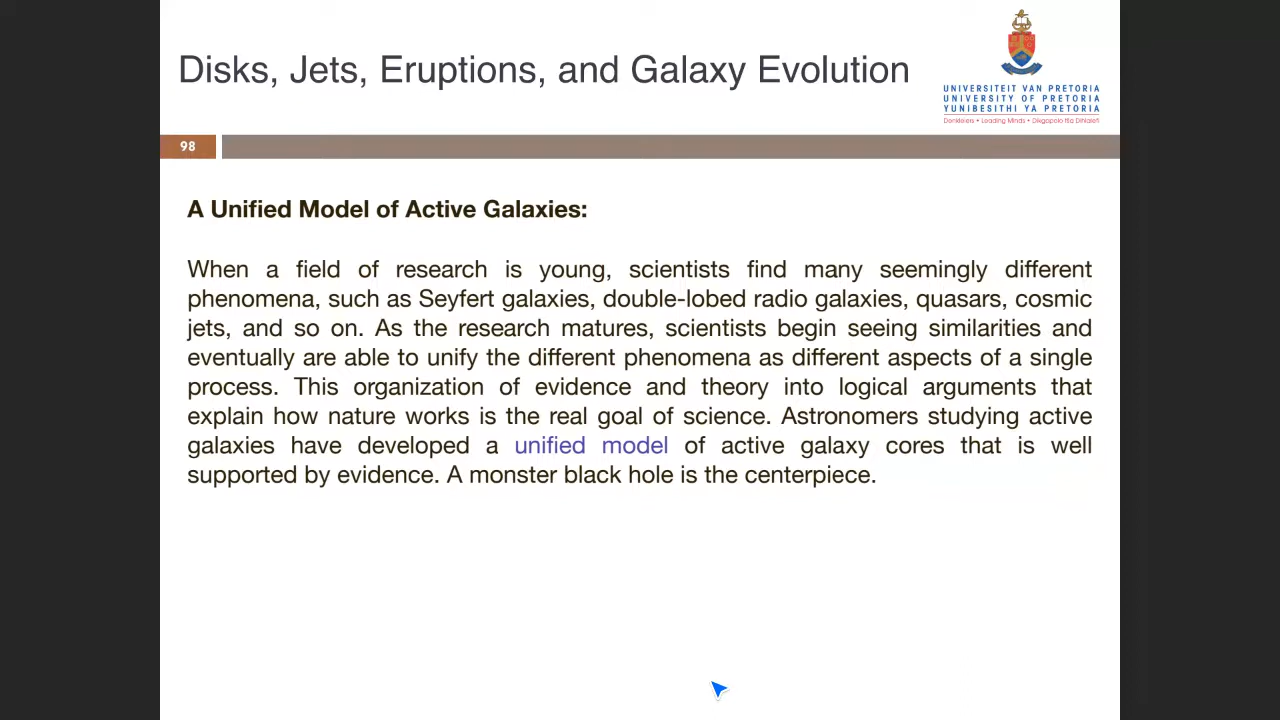 Disks, Jets, Eruptions, and Galaxy Evolution
UNIVERSITEIT VAN PRETORIA
UNIVERSITY OF PRETORIA
YUNIBESITHI YA PRETORIA
Denkleiers • Leading Minds • Dikgopolo tša Dihlalefi
98
A Unified Model of Active Galaxies:
When a field of research is young, scientists find many seemingly different
phenomena, such as Seyfert galaxies, double-lobed radio galaxies, quasars, cosmic
jets, and so on. As the research matures, scientists begin seeing similarities and
eventually are able to unify the different phenomena as different aspects of a single
process. This organization of evidence and theory into logical arguments that
explain how nature works is the real goal of science. Astronomers studying active
galaxies have developed a unified model of active galaxy cores that is well
supported by evidence. A monster black hole is the centerpiece.